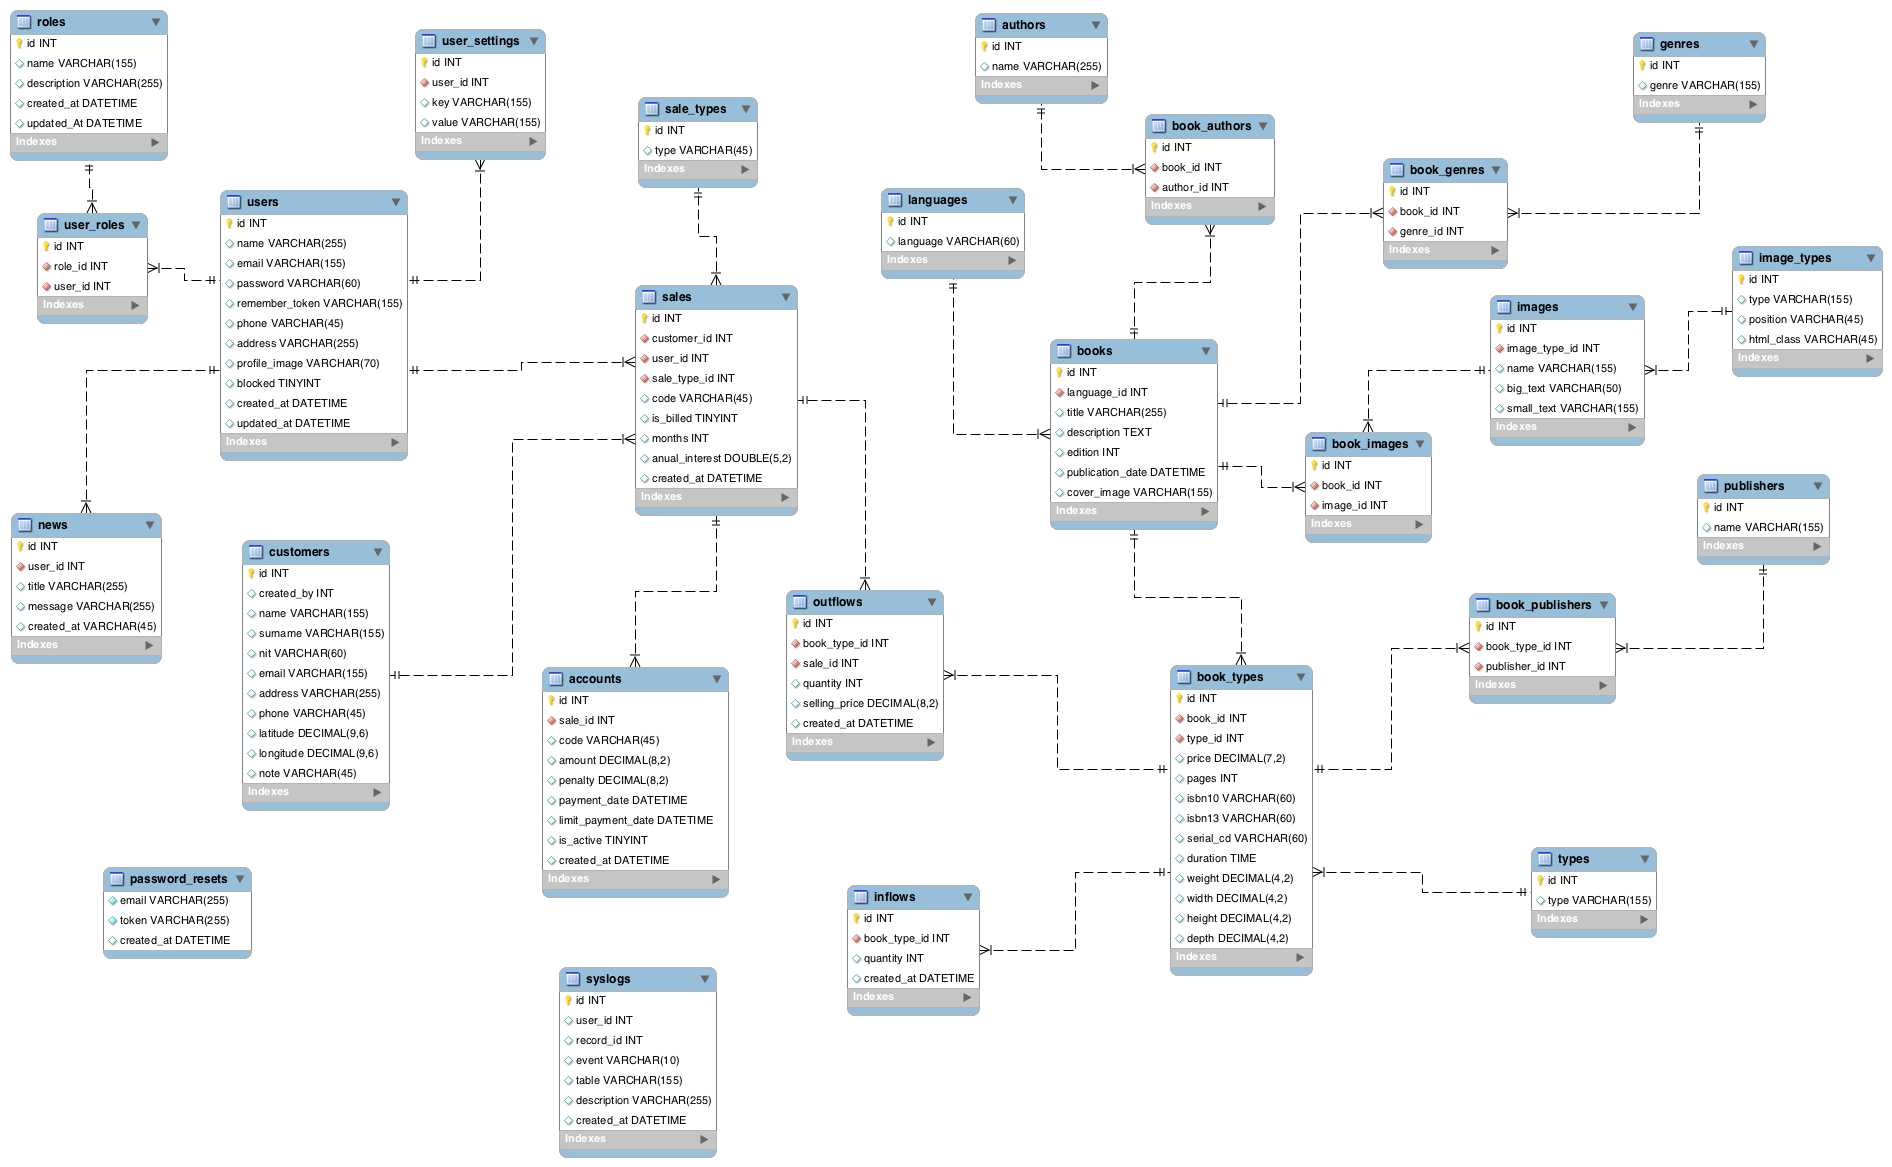 roles
id INT
name VARCHAR(155)
description VARCHAR(255)
created_at DATETIME
updated_At DATETIME
Indexes
user_settings
id INT
user_id INT
key VARCHAR(155)
value VARCHAR(155)
Indexes
sale_types
id INT
type VARCHAR(45)
Indexes
authors
id INT
name VARCHAR(255)
Indexes
genres
id INT
genre VARCHAR(155)
Indexes
book_authors
id INT
book_id INT
author_id INT
Indexes
book_genres
id INT
book_id INT
genre_id INT
Indexes
languages
id INT
language VARCHAR(60)
Indexes
user_roles
id INT
role_id INT
user_id INT
Indexes
users
id INT
name VARCHAR(255)
email VARCHAR(155)
password VARCHAR(60)
remember_token VARCHAR(155)
phone VARCHAR(45)
address VARCHAR(255)
profile_image VARCHAR(70)
blocked TINYINT
created_at DATETIME
updated_at DATETIME
Indexes
sales
id INT
customer_id INT
user_id INT
sale_type_id INT
code VARCHAR(45)
is_billed TINYINT
months INT
anual_interest DOUBLE(5,2)
created_at DATETIME
Indexes
image_types
id INT
type VARCHAR(155)
position VARCHAR(45)
html_class VARCHAR(45)
Indexes
images
id INT
image_type_id INT
name VARCHAR(155)
big_text VARCHAR(50)
small_text VARCHAR(155)
Indexes
books
id INT
language_id INT
title VARCHAR(255)
description TEXT
edition INT
publication_date DATETIME
cover_image VARCHAR(155)
Indexes
book_images
id INT
book_id INT
image_id INT
Indexes
publishers
id INT
name VARCHAR(155)
Indexes
news
id INT
user_id INT
title VARCHAR(255)
message VARCHAR(255)
created_at VARCHAR(45)
Indexes
customers
id INT
created_by INT
name VARCHAR(155)
surname VARCHAR(155)
nit VARCHAR(60)
email VARCHAR(155)
address VARCHAR(255)
phone VARCHAR(45)
latitude DECIMAL(9,6)
longitude DECIMAL(9,6)
note VARCHAR(45)
Indexes
outflows
id INT
book_type_id INT
sale_id INT
quantity INT
selling_price DECIMAL(8,2)
created_at DATETIME
Indexes
book_publishers
id INT
book_type_id INT
publisher_id INT
Indexes
accounts
id INT
sale_id INT
code VARCHAR(45)
amount DECIMAL(8,2)
penalty DECIMAL(8,2)
payment_date DATETIME
limit_payment_date DATETIME
is_active TINYINT
created_at DATETIME
Indexes
book_types
id INT
book_id INT
type_id INT
price DECIMAL(7,2)
pages INT
isbn10 VARCHAR(60)
isbn13 VARCHAR(60)
serial_cd VARCHAR(60)
duration TIME
weight DECIMAL(4,2)
width DECIMAL(4,2)
height DECIMAL(4,2)
depth DECIMAL(4,2)
Indexes
types
id INT
type VARCHAR(155)
Indexes
password_resets
email VARCHAR(255)
token VARCHAR(255)
created_at DATETIME
inflows
id INT
book_type_id INT
quantity INT
created_at DATETIME
Indexes
syslogs
id INT
user_id INT
record_id INT
event VARCHAR(10)
table VARCHAR(155)
description VARCHAR(255)
created_at DATETIME
Indexes